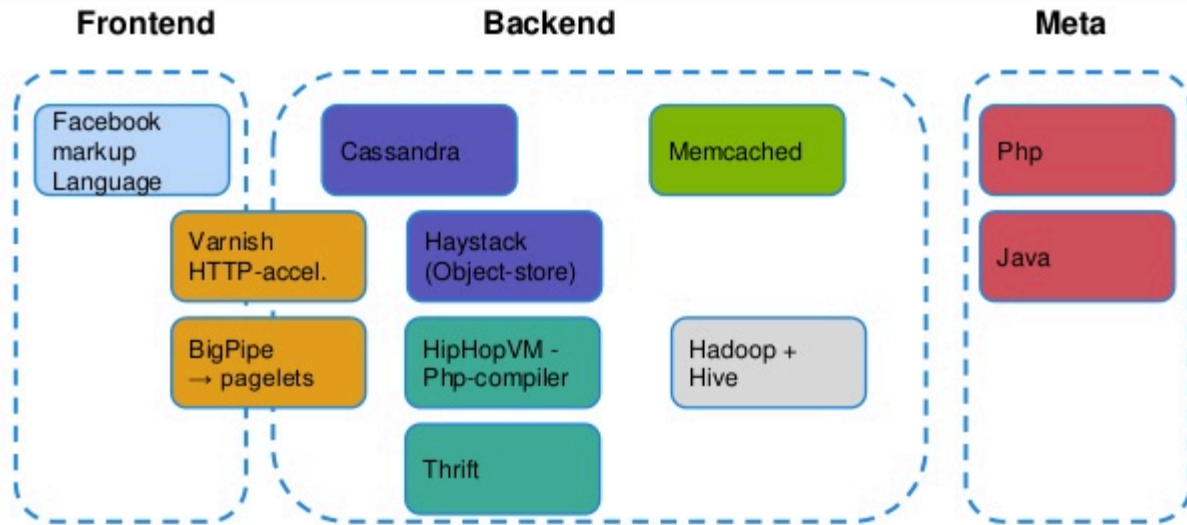 Frontend
Backend
Meta
Facebook
markup
Language
Cassandra
Memcached
Php
Varnish
HTTP-accel.
Haystack
(Object-store)
Java
BigPipe
→ pagelets
HipHopVM -
Php-compiler
Hadoop +
Hive
Thrift